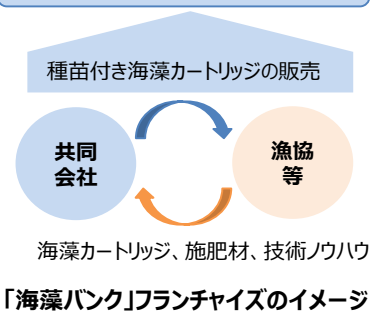 種苗付き海藻カートリッジの販売
共同
会社
漁協
等
海藻カートリッジ、施肥材、技術ノウハウ
「海藻バンク」フランチャイズのイメージ